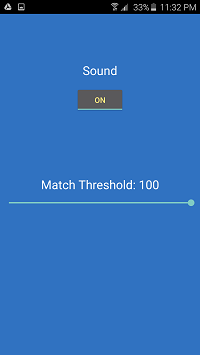 33% 11:32 PM
Sound
ON
Match Threshold: 100